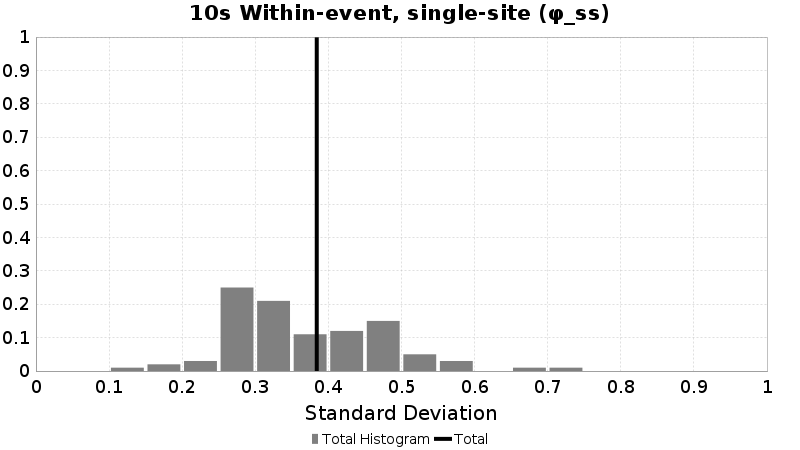 10s Within-event, single-site (φ_ss)
1
0.9
0.8
0.7
0.6
0.5
0.4
0.3
0.2
0.1
0
0 0.1 0.2 0.3 0.4 0.5 0.6 0.7 0.8 0.9 1
Standard Deviation
Total Histogram Total